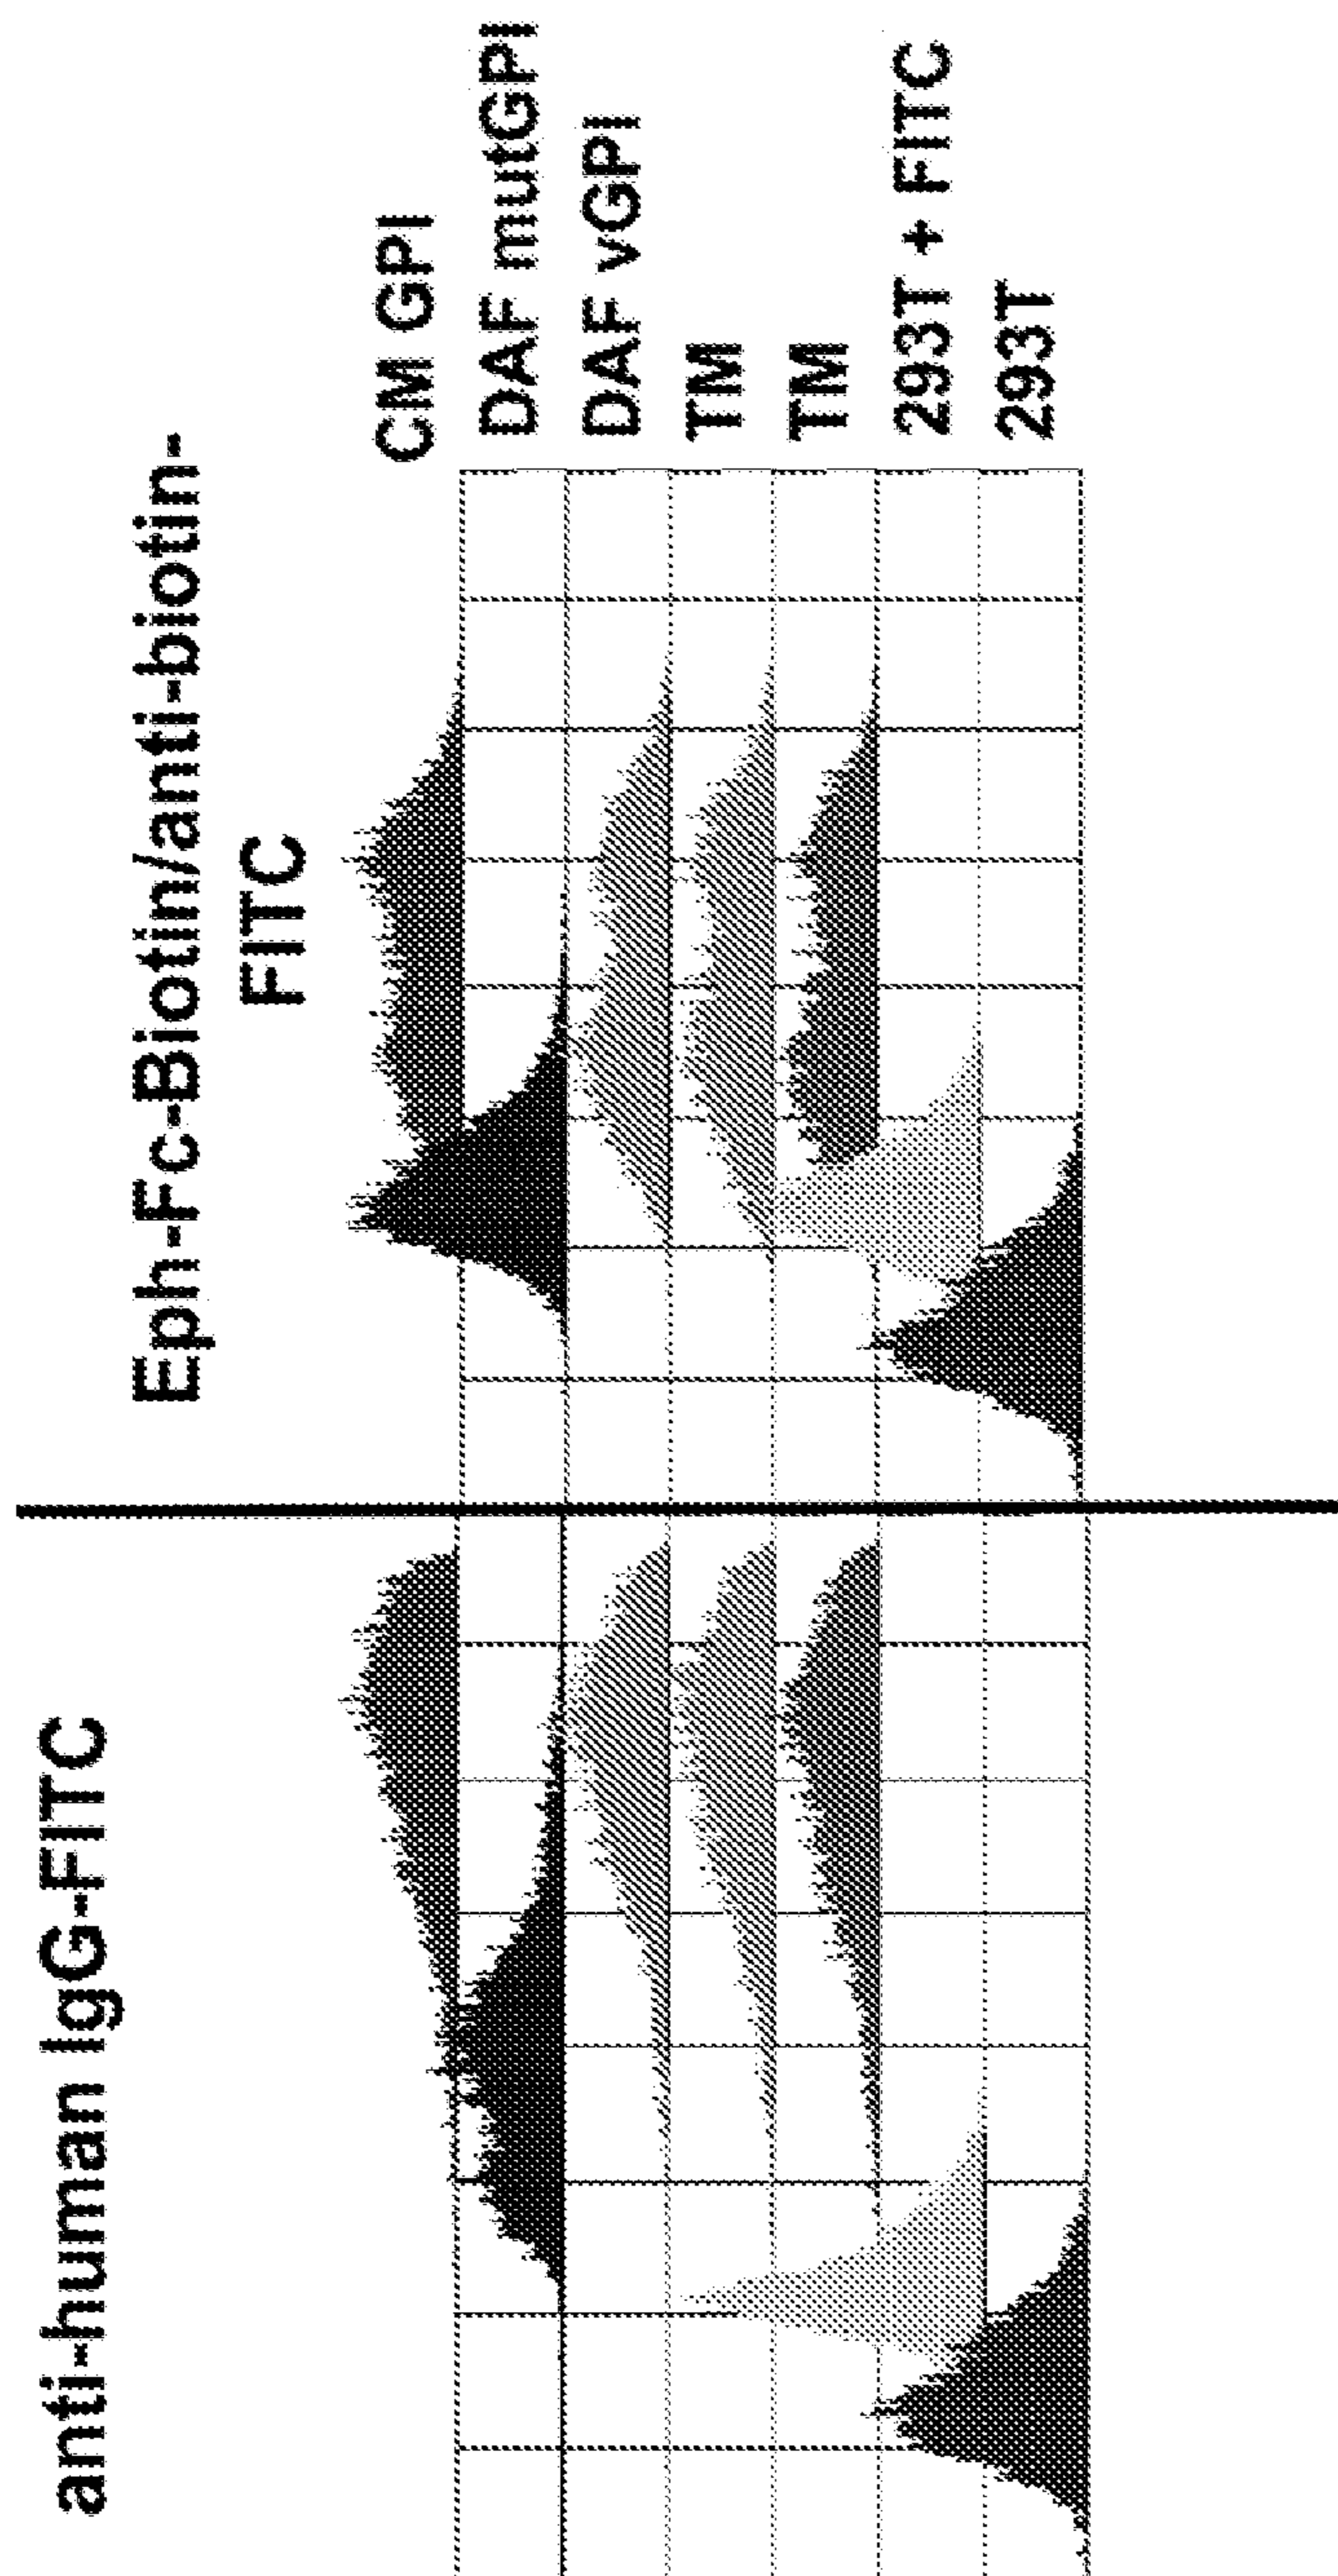 anti-human IgG-FITC
Eph-Fc-Biotin/anti-biotin-
FITC
CM GPI
DAF mutGPI
DAF vGPI
TM
TM
293T + FITC
293T